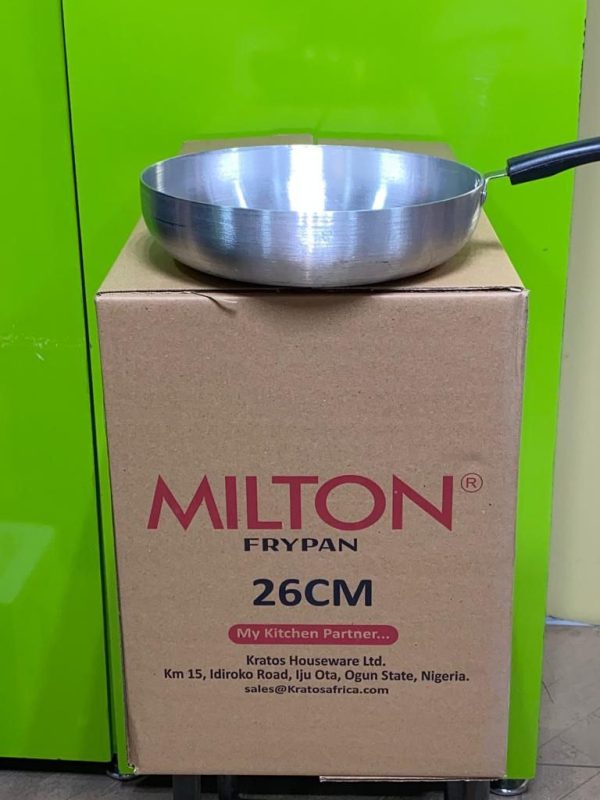 MILTON®
FRYPAN
26CM
My Kitchen Partner...
Kratos Houseware Ltd.
Km 15, Idiroko Road, Iju Ota, Ogun State, Nigeria.
sales@Kratosafrica.com